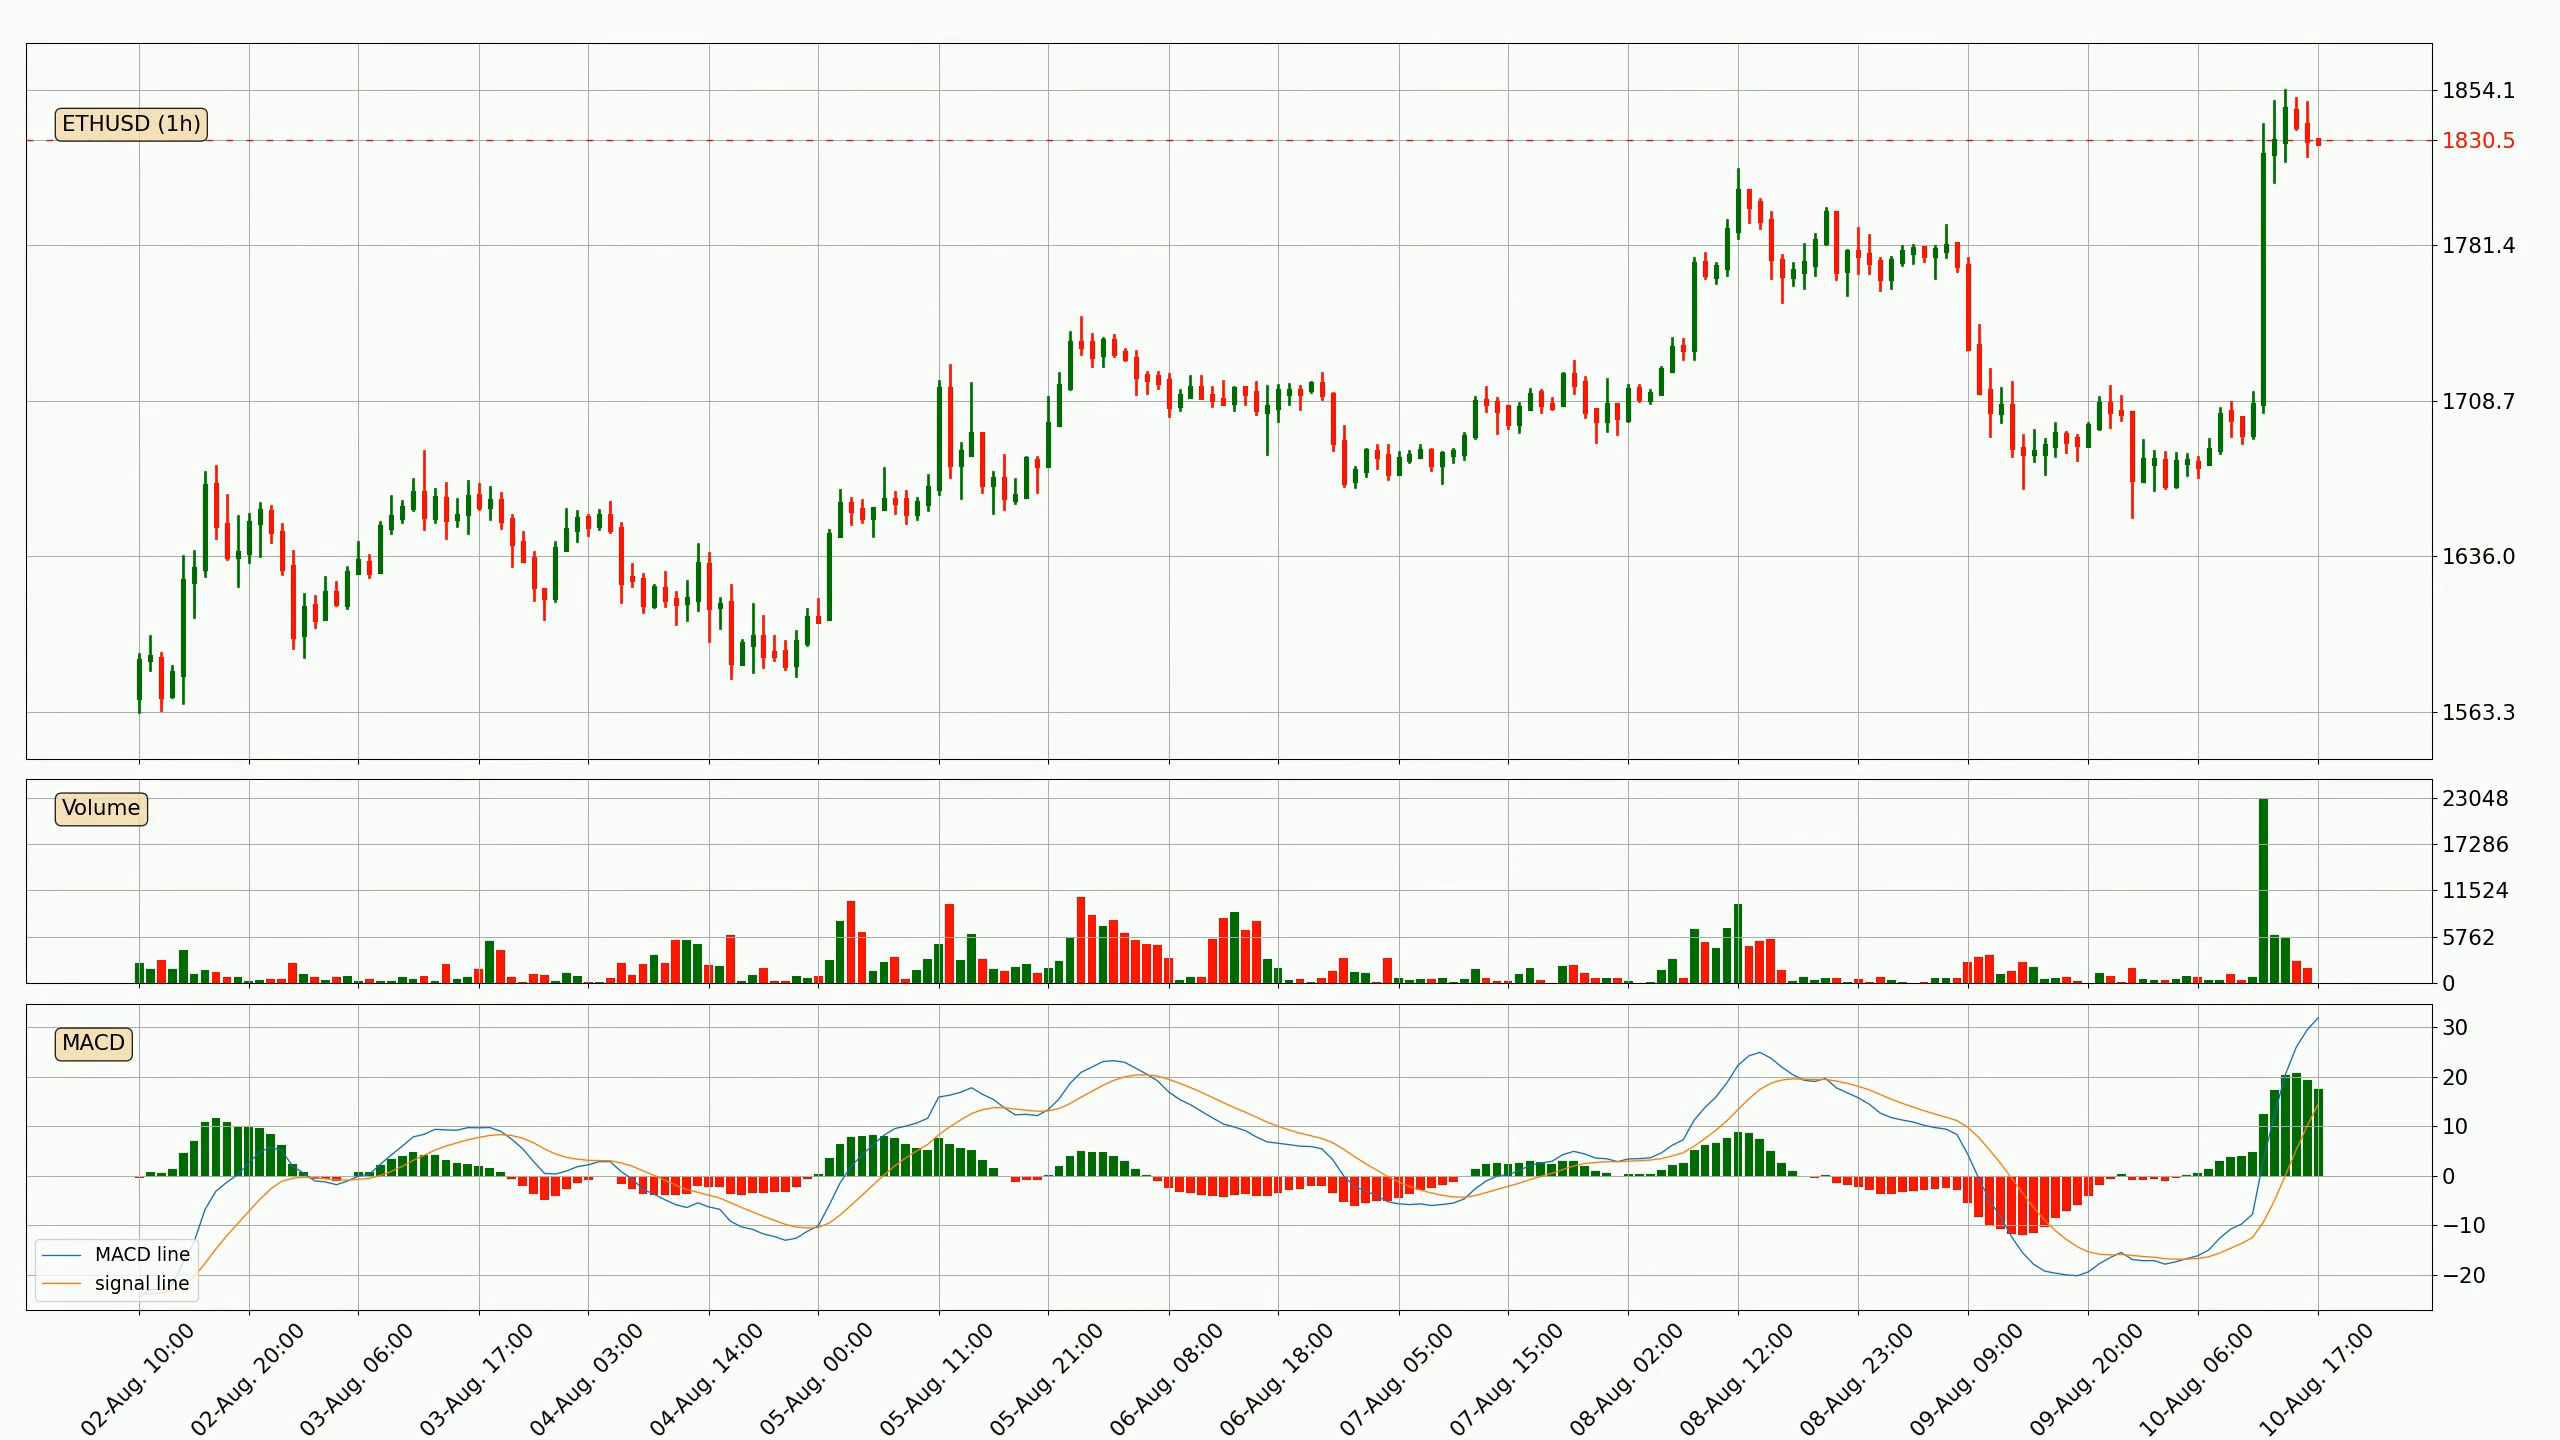 ETHUSD (1h)
1854.1
1830.5
1781.4
1708.7
1636.0
1563.3
Volume
23048
17286
11524
5762
0
MACD
30
20
10
0
−10
−20
MACD line
signal line
02-Aug. 10:00
02-Aug. 20:00
03-Aug. 06:00
03-Aug. 17:00
04-Aug. 03:00
04-Aug. 14:00
05-Aug. 00:00
05-Aug. 11:00
05-Aug. 21:00
06-Aug. 08:00
06-Aug. 18:00
07-Aug. 05:00
07-Aug. 15:00
08-Aug. 02:00
08-Aug. 12:00
08-Aug. 23:00
09-Aug. 09:00
09-Aug. 20:00
10-Aug. 06:00
10-Aug. 17:00